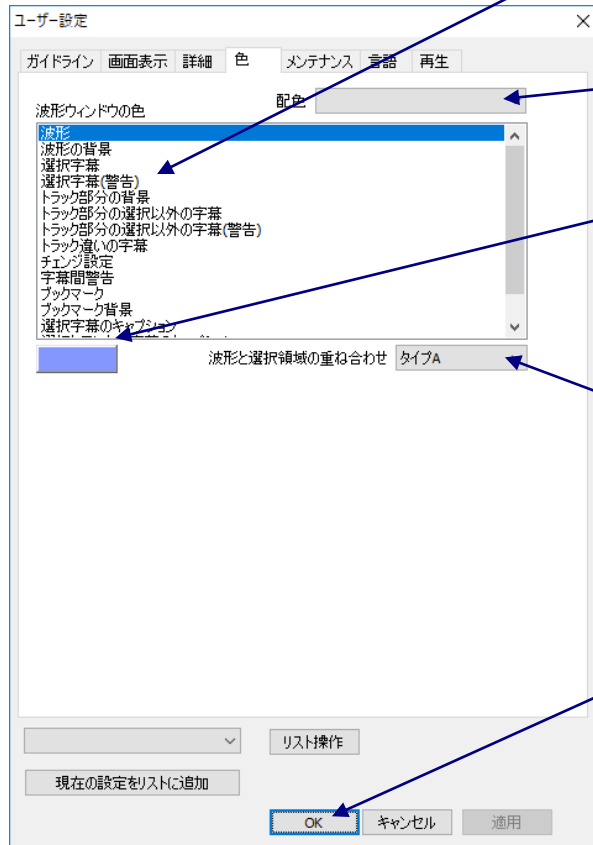 ユーザー設定
ガイドライン 画面表示 詳細 色 メンテナンス 言語 再生
配色
波形ウィンドウの色
波形
波形の背景
選択字幕
選択字幕(警告)
トラック部分の背景
トラック部分の選択以外の字幕
トラック部分の選択以外の字幕(警告)
トラック違いの字幕
チェンジ設定
字幕間警告
ブックマーク
ブックマーク背景
選択字幕のキャプション
波形と選択領域の重ね合わせ タイプA
リスト操作
現在の設定をリストに追加
OK キャンセル 適用